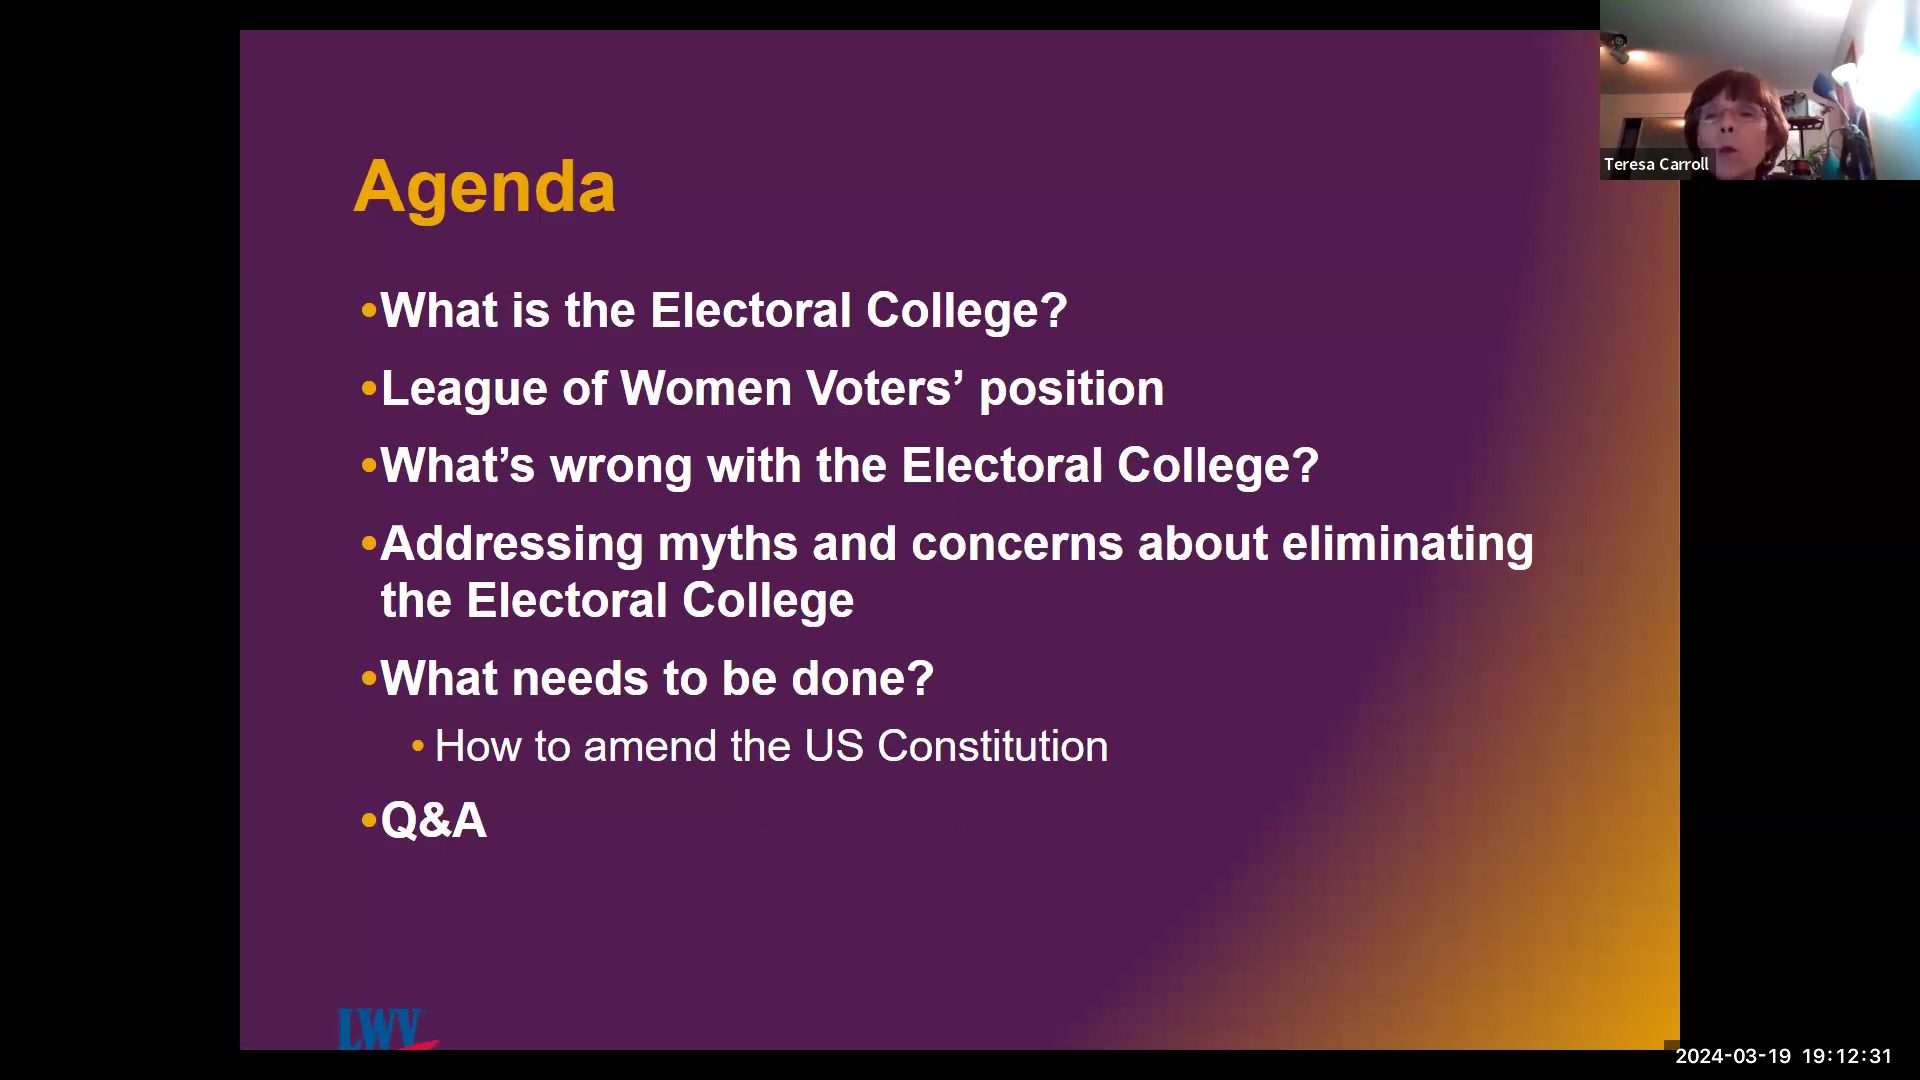 Teresa Carroll
Agenda
•What is the Electoral College?
•League of Women Voters’ position
•What’s wrong with the Electoral College?
•Addressing myths and concerns about eliminating
the Electoral College
•What needs to be done?
• How to amend the US Constitution
•Q&A
LWV
2024-03-19 19:12:31